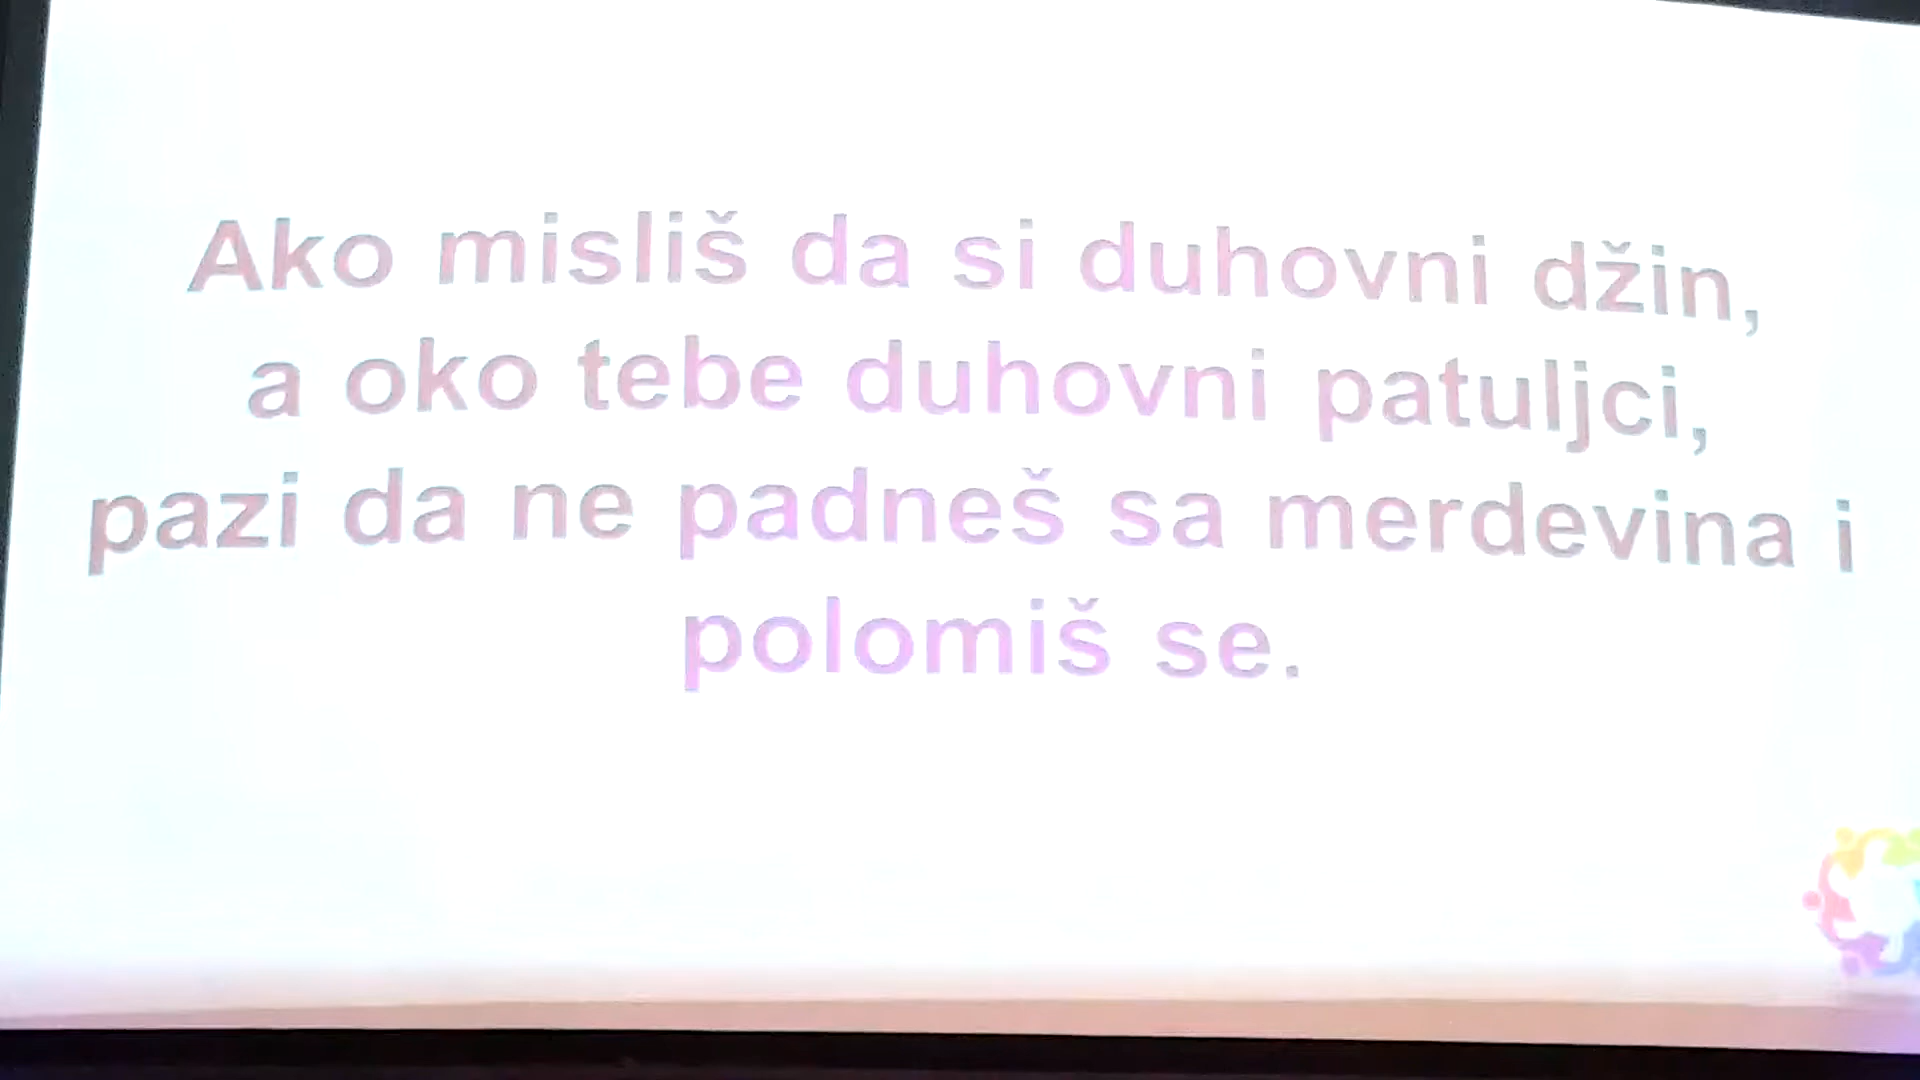 Ako misliš da si duhovni džin,
a oko tebe duhovni patuljci,
pazi da ne padneš sa merdevina i
polomiš se.